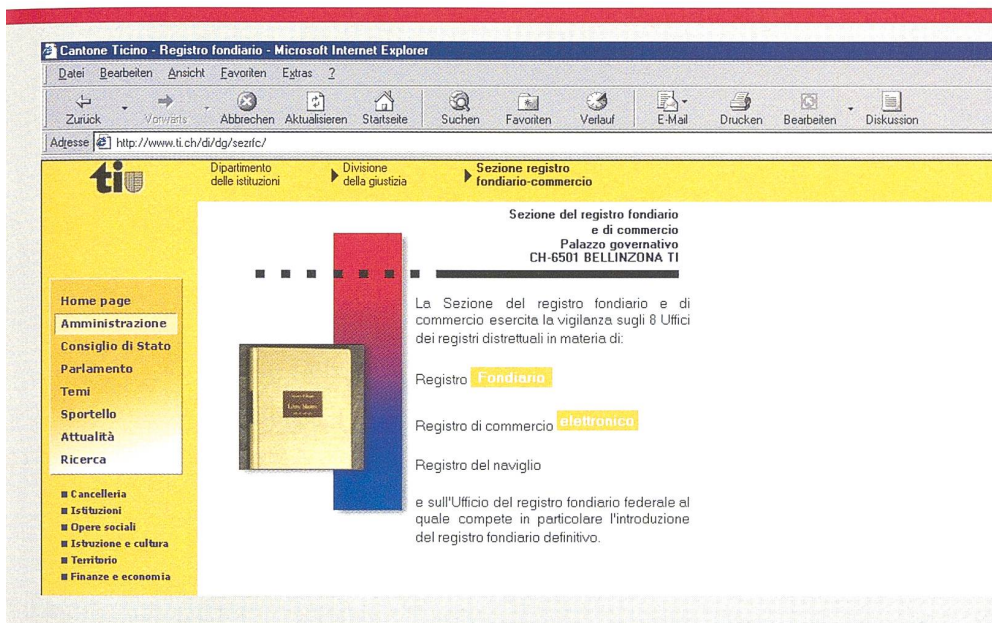 Cantone Ticino - Registro fondiario - Microsoft Internet Explorer
Datei Bearbeiten Ansicht Favoriten Extras ?
Zurück Vorwärts Abbrechen Aktualisieren Startseite Suchen Favoriten Verlauf E-Mail Drucken Bearbeiten Diskussion
Adresse http://www.ti.ch/di/dg/sezrfc/
ti
Dipartimento
delle istituzioni
Divisione
della giustizia
Sezione registro
fondiario-commercio
Sezione del registro fondiario
e di commercio
Palazzo governativo
CH-6501 BELLINZONA TI
Home page
Amministrazione
Consiglio di Stato
Parlamento
Temi
Sportello
Attualità
Ricerca
Cancelleria
Istituzioni
Opere sociali
Istruzione e cultura
Territorio
Finanze e economia
La Sezione del registro fondiario e di
commercio esercita la vigilanza sugli 8 Uffici
dei registri distrettuali in materia di:
Registro Fondiario
Registro di commercio elettronico
Registro del naviglio
e sull'Ufficio del registro fondiario federale al
quale compete in particolare l'introduzione
del registro fondiario definitivo.